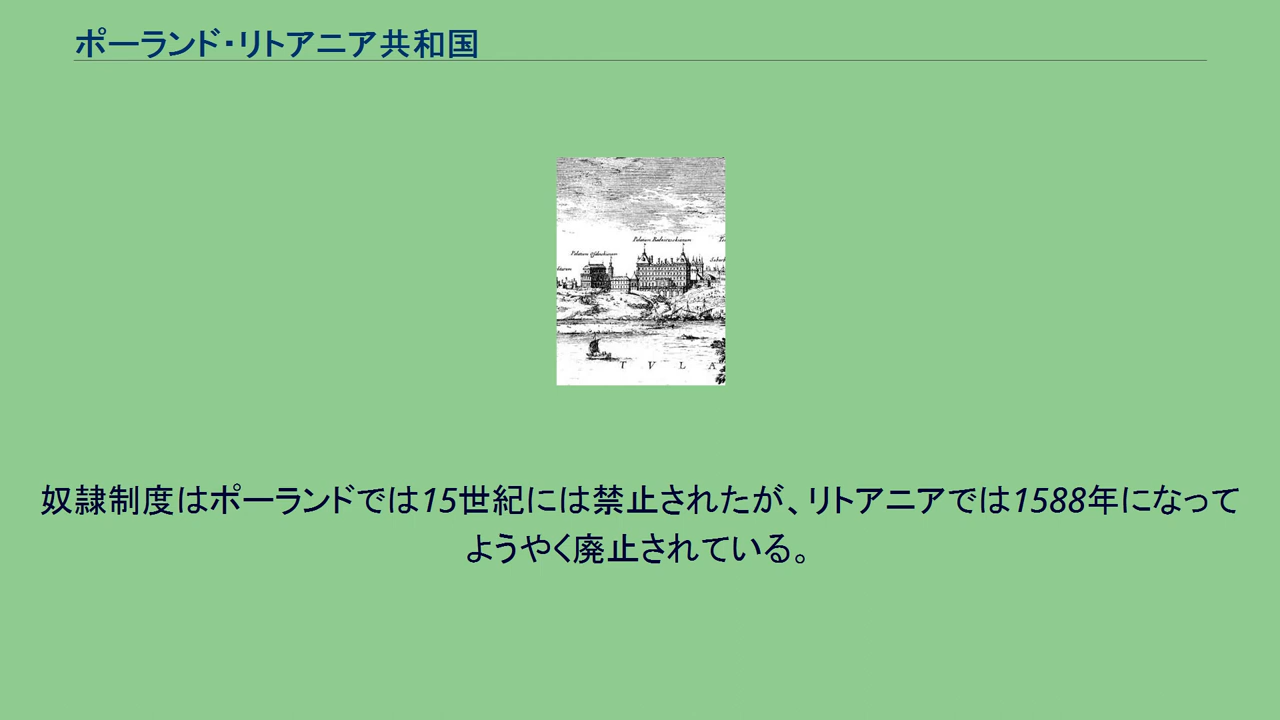 ポーランド・リトアニア共和国
Palatium Kazimirianum
T V L A
奴隷制度はポーランドでは15世紀には禁止されたが、リトアニアでは1588年になって
ようやく廃止されている。